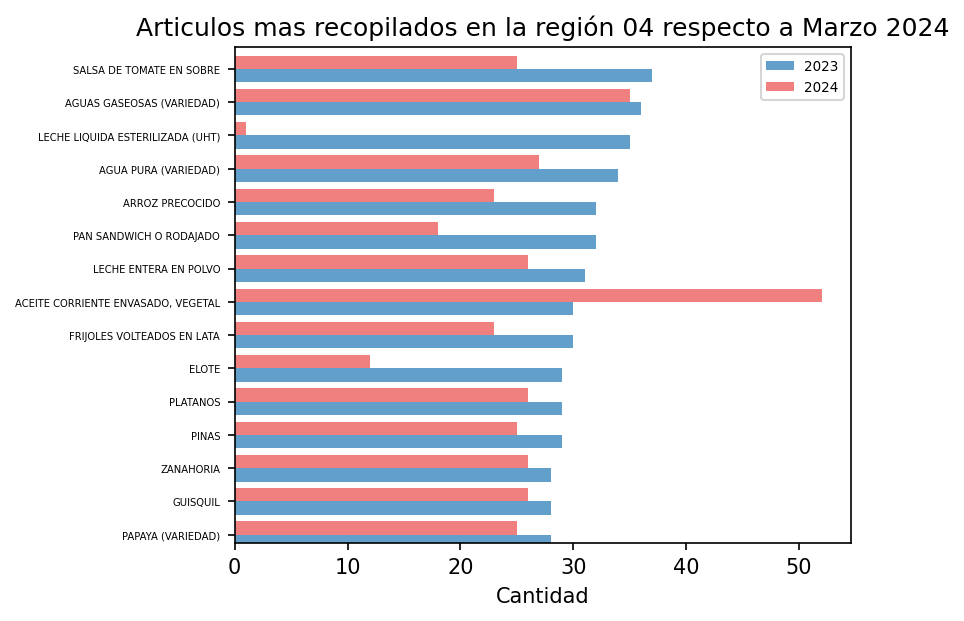 Articulos mas recopilados en la región 04 respecto a Marzo 2024
2023
2024
SALSA DE TOMATE EN SOBRE
AGUAS GASEOSAS (VARIEDAD)
LECHE LIQUIDA ESTERILIZADA (UHT)
AGUA PURA (VARIEDAD)
ARROZ PRECOCIDO
PAN SANDWICH O RODAJADO
LECHE ENTERA EN POLVO
ACEITE CORRIENTE ENVASADO, VEGETAL
FRIJOLES VOLTEADOS EN LATA
ELOTE
PLATANOS
PINAS
ZANAHORIA
GUISQUIL
PAPAYA (VARIEDAD)
0 10 20 30 40 50
Cantidad